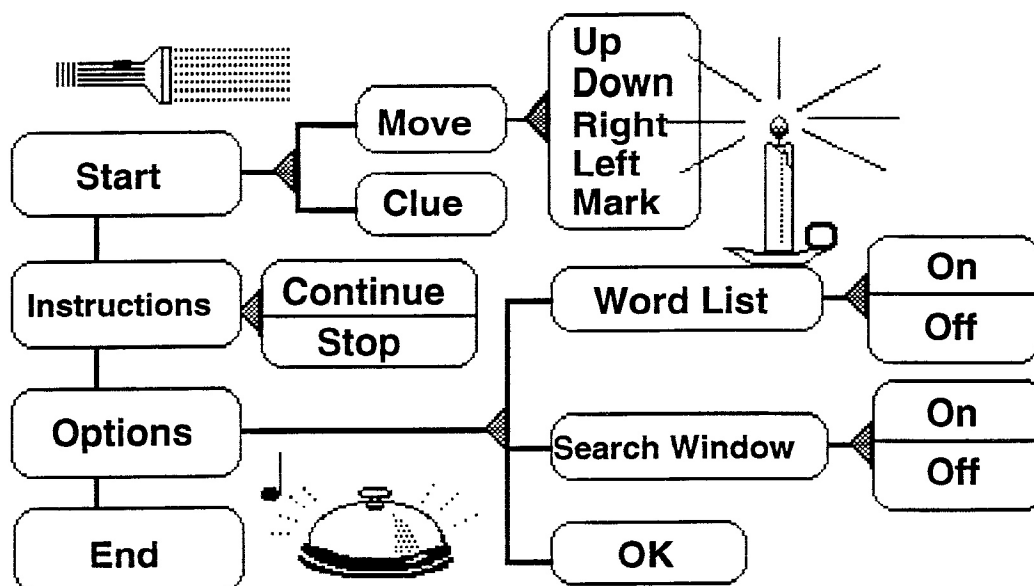 Start
Move
Clue
Up
Down
Right
Left
Mark
Instructions
Continue
Stop
Options
Word List
On
Off
Search Window
On
Off
OK
End